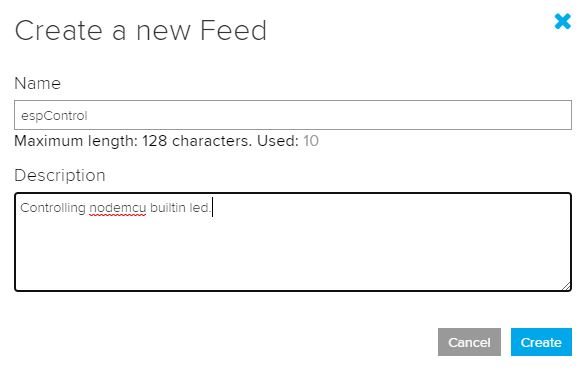 Create a new Feed
Name
espControl
Maximum length: 128 characters. Used: 10
Description
Controlling nodemcu builtin led.
Cancel Create